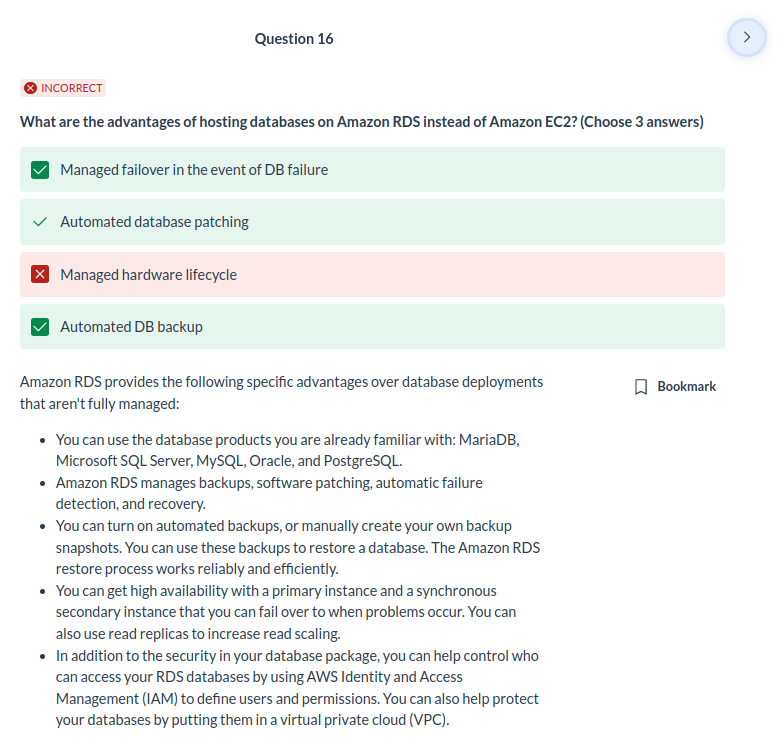 Question 16
INCORRECT
What are the advantages of hosting databases on Amazon RDS instead of Amazon EC2? (Choose 3 answers)
Managed failover in the event of DB failure
Automated database patching
Managed hardware lifecycle
Automated DB backup
Amazon RDS provides the following specific advantages over database deployments
that aren't fully managed:
Bookmark
• You can use the database products you are already familiar with: MariaDB,
Microsoft SQL Server, MySQL, Oracle, and PostgreSQL.
• Amazon RDS manages backups, software patching, automatic failure
detection, and recovery.
• You can turn on automated backups, or manually create your own backup
snapshots. You can use these backups to restore a database. The Amazon RDS
restore process works reliably and efficiently.
• You can get high availability with a primary instance and a synchronous
secondary instance that you can fail over to when problems occur. You can
also use read replicas to increase read scaling.
• In addition to the security in your database package, you can help control who
can access your RDS databases by using AWS Identity and Access
Management (IAM) to define users and permissions. You can also help protect
your databases by putting them in a virtual private cloud (VPC).